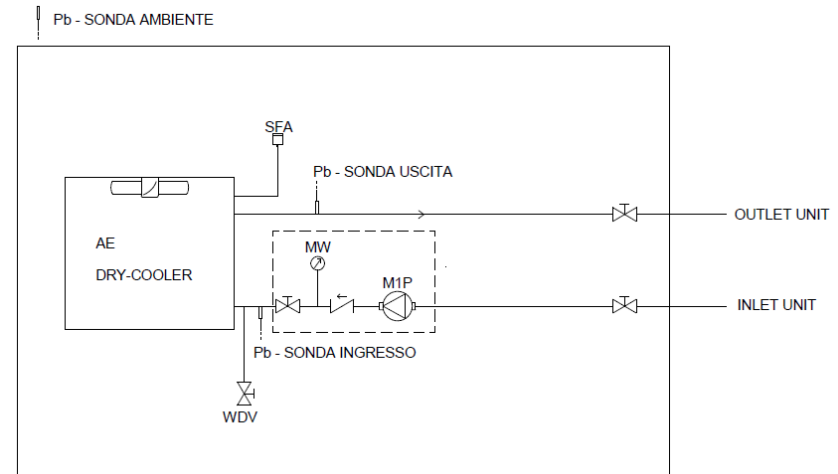 Pb - SONDA AMBIENTE
SFA
Pb - SONDA USCITA
OUTLET UNIT
AE
DRY-COOLER
MW
M1P
INLET UNIT
Pb - SONDA INGRESSO
WDV